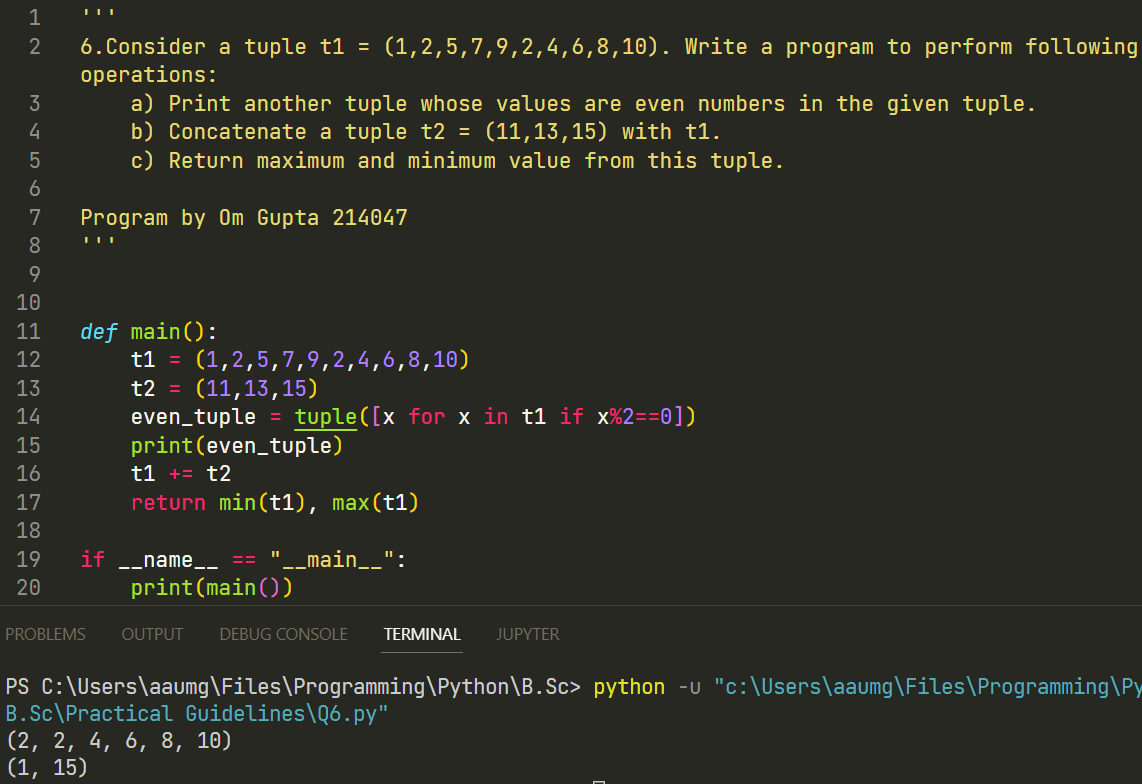 1 '''
2 6.Consider a tuple t1 = (1,2,5,7,9,2,4,6,8,10). Write a program to perform following
operations:
3     a) Print another tuple whose values are even numbers in the given tuple.
4     b) Concatenate a tuple t2 = (11,13,15) with t1.
5     c) Return maximum and minimum value from this tuple.
6
7 Program by Om Gupta 214047
8 '''
9
10
11 def main():
12     t1 = (1,2,5,7,9,2,4,6,8,10)
13     t2 = (11,13,15)
14     even_tuple = tuple([x for x in t1 if x%2==0])
15     print(even_tuple)
16     t1 += t2
17     return min(t1), max(t1)
18
19 if __name__ == "__main__":
20     print(main())
PROBLEMS OUTPUT DEBUG CONSOLE TERMINAL JUPYTER
PS C:\Users\aaumg\Files\Programming\Python\B.Sc> python -u "c:\Users\aaumg\Files\Programming\Py
B.Sc\Practical Guidelines\Q6.py"
(2, 2, 4, 6, 8, 10)
(1, 15)